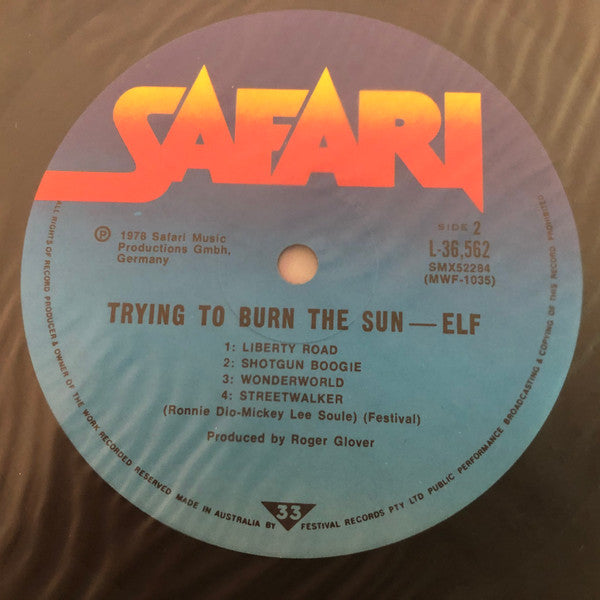 SAFARI
Ⓟ 1978 Safari Music
Productions Gmbh,
Germany
SIDE 2
L-36,562
SMX52284
(MWF-1035)
TRYING TO BURN THE SUN — ELF
1: LIBERTY ROAD
2: SHOTGUN BOOGIE
3: WONDERWORLD
4: STREETWALKER
(Ronnie Dio-Mickey Lee Soule) (Festival)
Produced by Roger Glover
33
ALL RIGHTS OF RECORD PRODUCER & OWNER OF THE WORK RECORDED RESERVED MADE IN AUSTRALIA BY FESTIVAL RECORDS PTY LTD PUBLIC PERFORMANCE BROADCASTING & COPYING OF THIS RECORD PROHIBITED